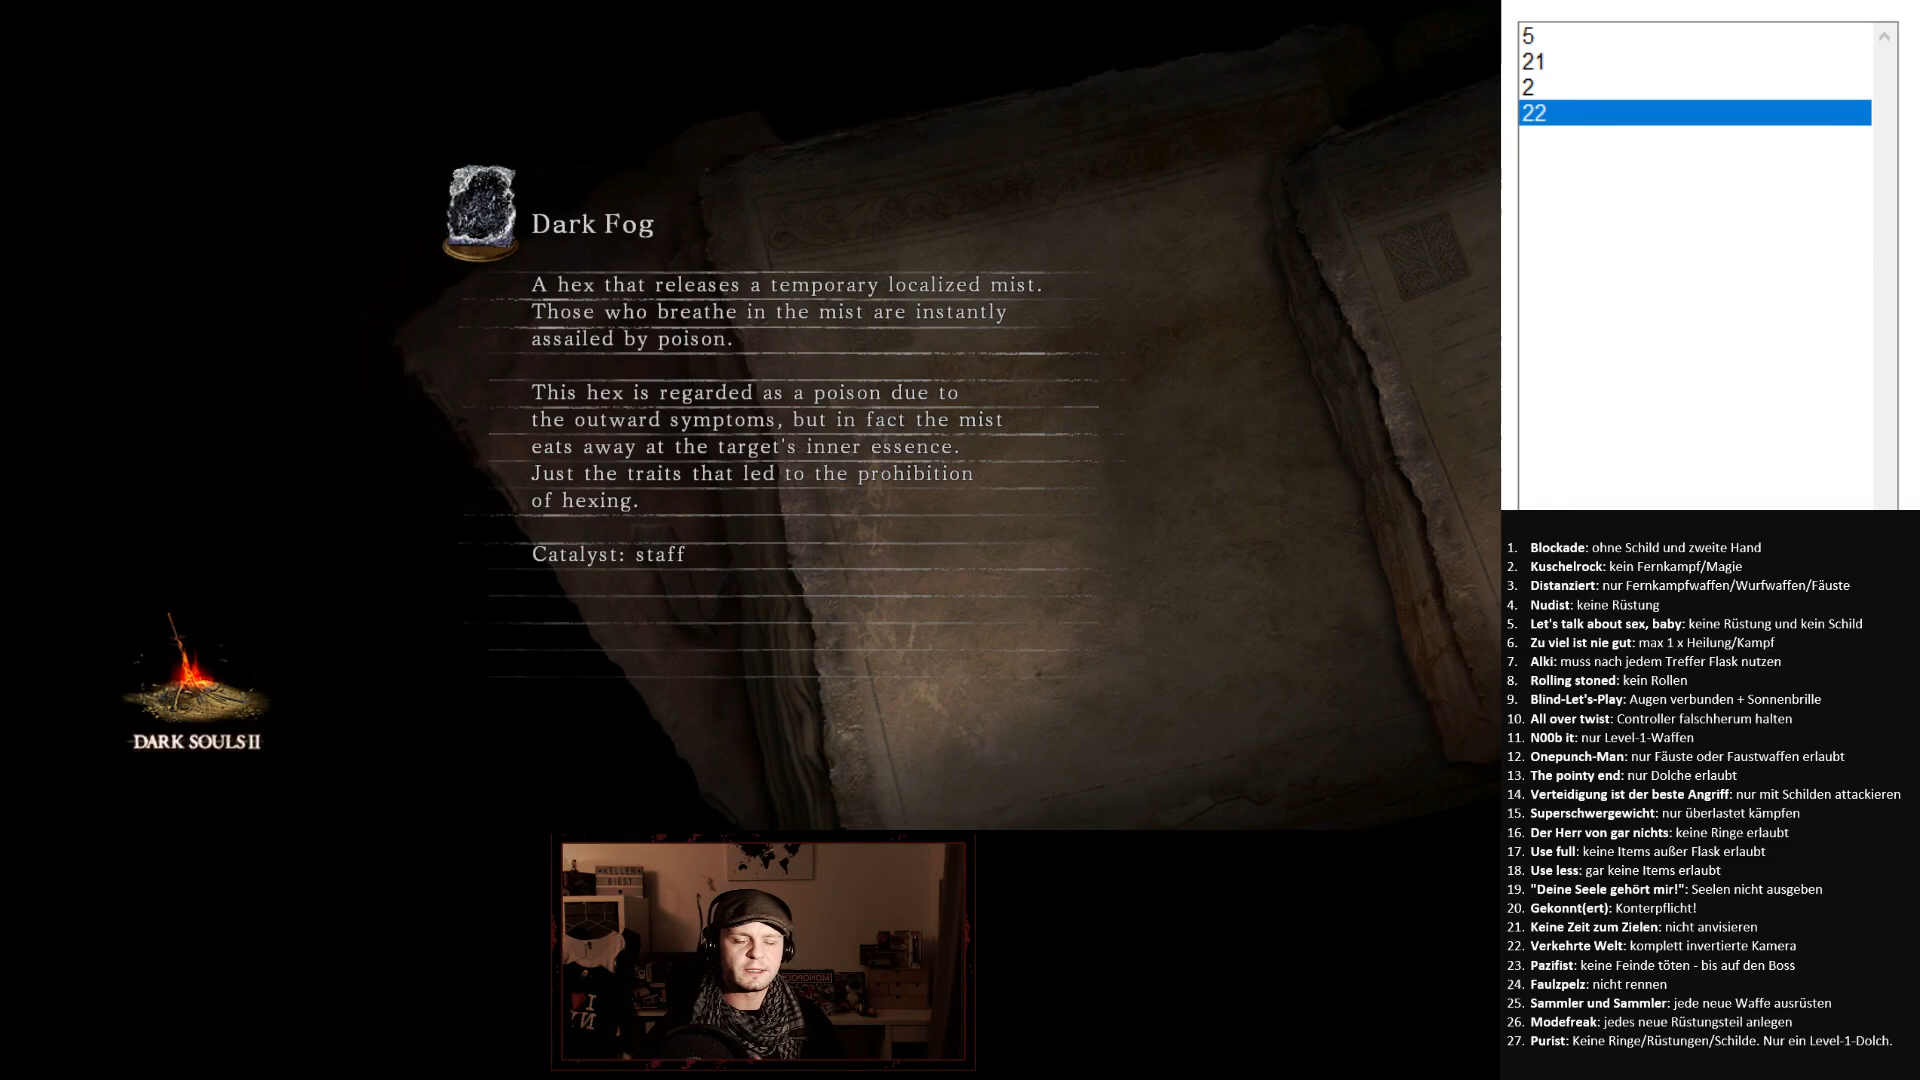 5
21
2
22
Dark Fog
A hex that releases a temporary localized mist.
Those who breathe in the mist are instantly
assailed by poison.
This hex is regarded as a poison due to
the outward symptoms, but in fact the mist
eats away at the target's inner essence.
Just the traits that led to the prohibition
of hexing.
Catalyst: staff
DARK SOULS II
KELLER
BIEST
MONOPOLY
I
NY
1. Blockade: ohne Schild und zweite Hand
2. Kuschelrock: kein Fernkampf/Magie
3. Distanziert: nur Fernkampfwaffen/Wurfwaffen/Fäuste
4. Nudist: keine Rüstung
5. Let's talk about sex, baby: keine Rüstung und kein Schild
6. Zu viel ist nie gut: max 1 x Heilung/Kampf
7. Alki: muss nach jedem Treffer Flask nutzen
8. Rolling stoned: kein Rollen
9. Blind-Let's-Play: Augen verbunden + Sonnenbrille
10. All over twist: Controller falschherum halten
11. N00b it: nur Level-1-Waffen
12. Onepunch-Man: nur Fäuste oder Faustwaffen erlaubt
13. The pointy end: nur Dolche erlaubt
14. Verteidigung ist der beste Angriff: nur mit Schilden attackieren
15. Superschwergewicht: nur überlastet kämpfen
16. Der Herr von gar nichts: keine Ringe erlaubt
17. Use full: keine Items außer Flask erlaubt
18. Use less: gar keine Items erlaubt
19. "Deine Seele gehört mir!": Seelen nicht ausgeben
20. Gekonnt(ert): Konterpflicht!
21. Keine Zeit zum Zielen: nicht anvisieren
22. Verkehrte Welt: komplett invertierte Kamera
23. Pazifist: keine Feinde töten - bis auf den Boss
24. Faulzpelz: nicht rennen
25. Sammler und Sammler: jede neue Waffe ausrüsten
26. Modefreak: jedes neue Rüstungsteil anlegen
27. Purist: Keine Ringe/Rüstungen/Schilde. Nur ein Level-1-Dolch.